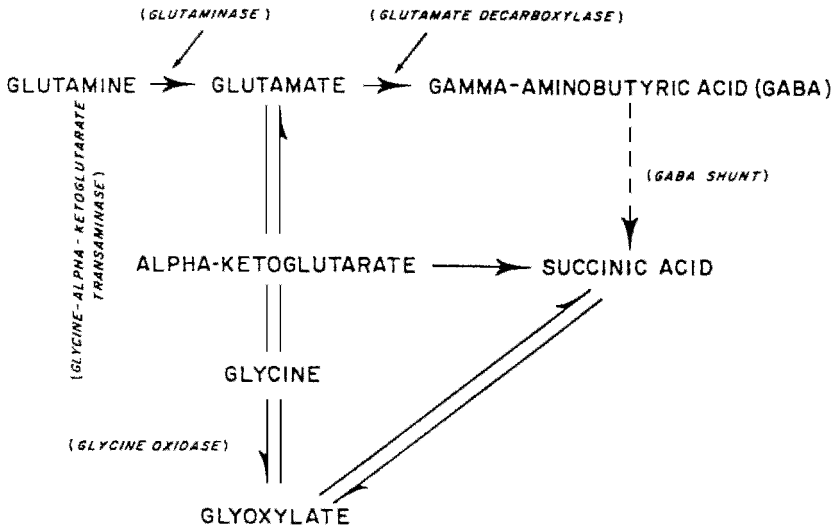 (GLUTAMINASE)
(GLUTAMATE DECARBOXYLASE)
GLUTAMINE
GLUTAMATE
GAMMA-AMINOBUTYRIC ACID (GABA)
(GLYCINE-ALPHA-KETOGLUTARATE
TRANSAMINASE)
(GABA SHUNT)
ALPHA-KETOGLUTARATE
SUCCINIC ACID
GLYCINE
(GLYCINE OXIDASE)
GLYOXYLATE